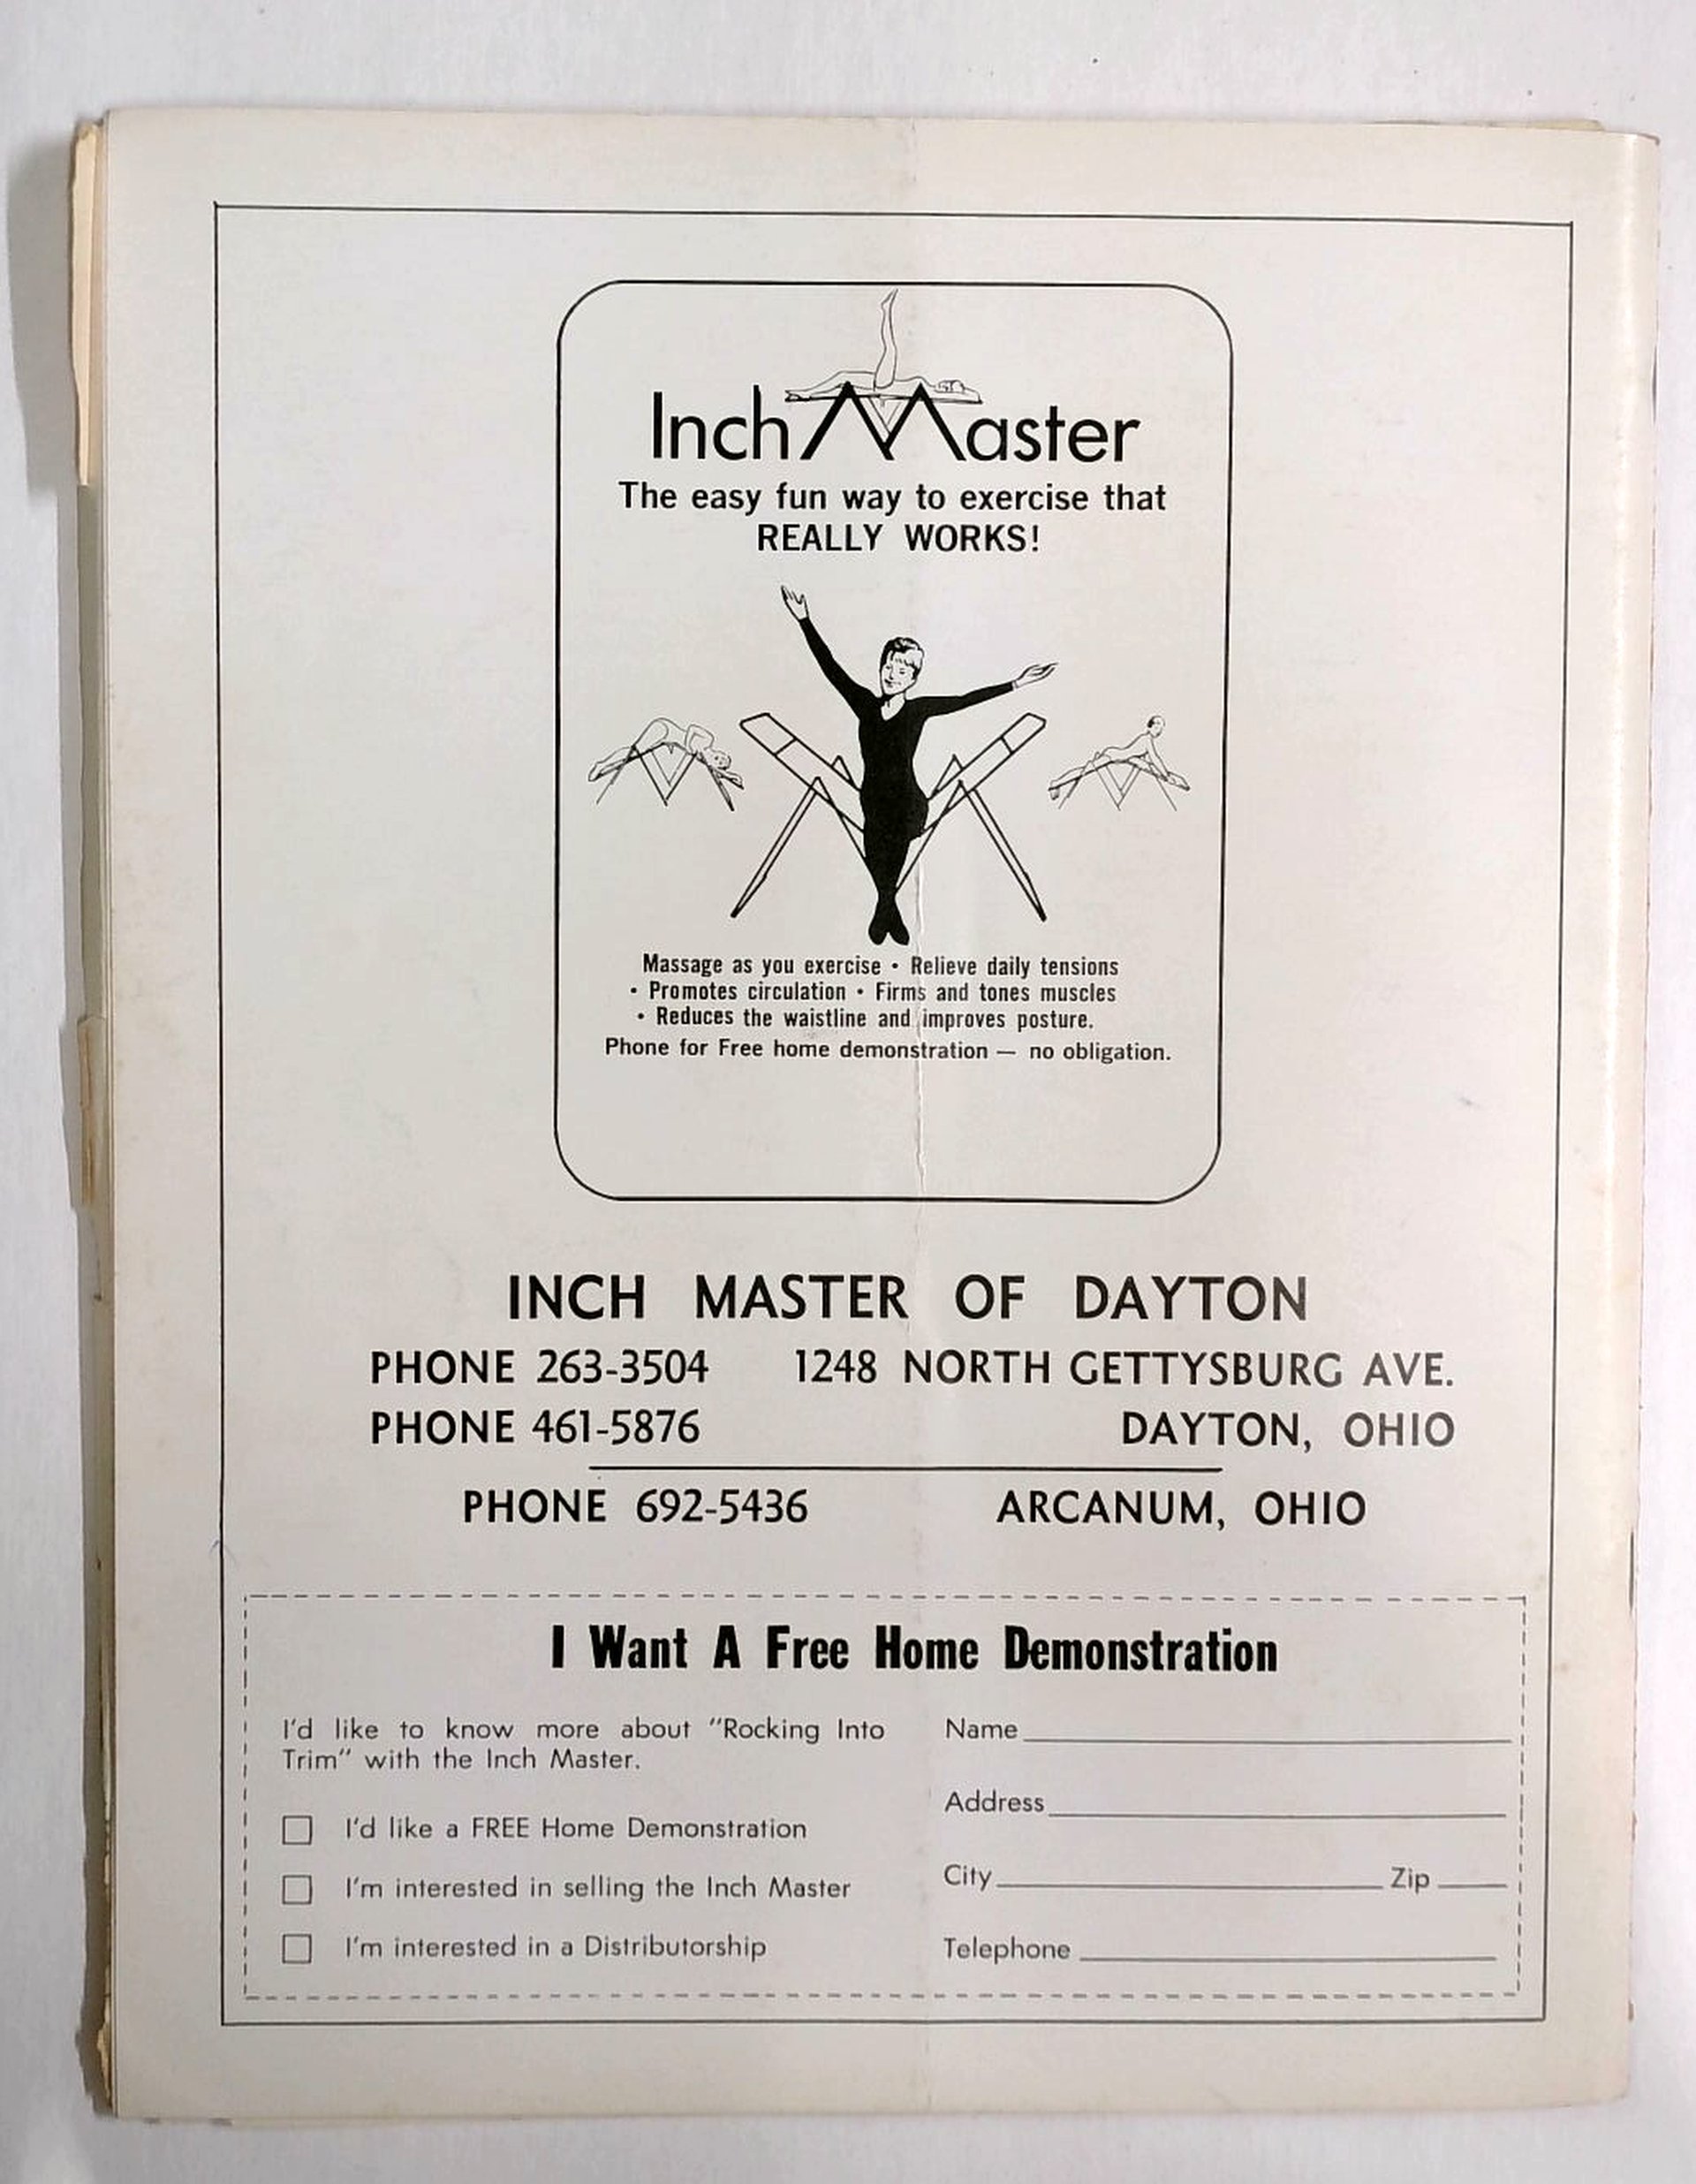 Inch Master
The easy fun way to exercise that
REALLY WORKS!
Massage as you exercise • Relieve daily tensions
• Promotes circulation • Firms and tones muscles
• Reduces the waistline and improves posture.
Phone for Free home demonstration — no obligation.
INCH MASTER OF DAYTON
PHONE 263-3504 1248 NORTH GETTYSBURG AVE.
PHONE 461-5876 DAYTON, OHIO
PHONE 692-5436 ARCANUM, OHIO
I Want A Free Home Demonstration
I'd like to know more about "Rocking Into
Trim" with the Inch Master.
I'd like a FREE Home Demonstration
I'm interested in selling the Inch Master
I'm interested in a Distributorship
Name
Address
City Zip
Telephone